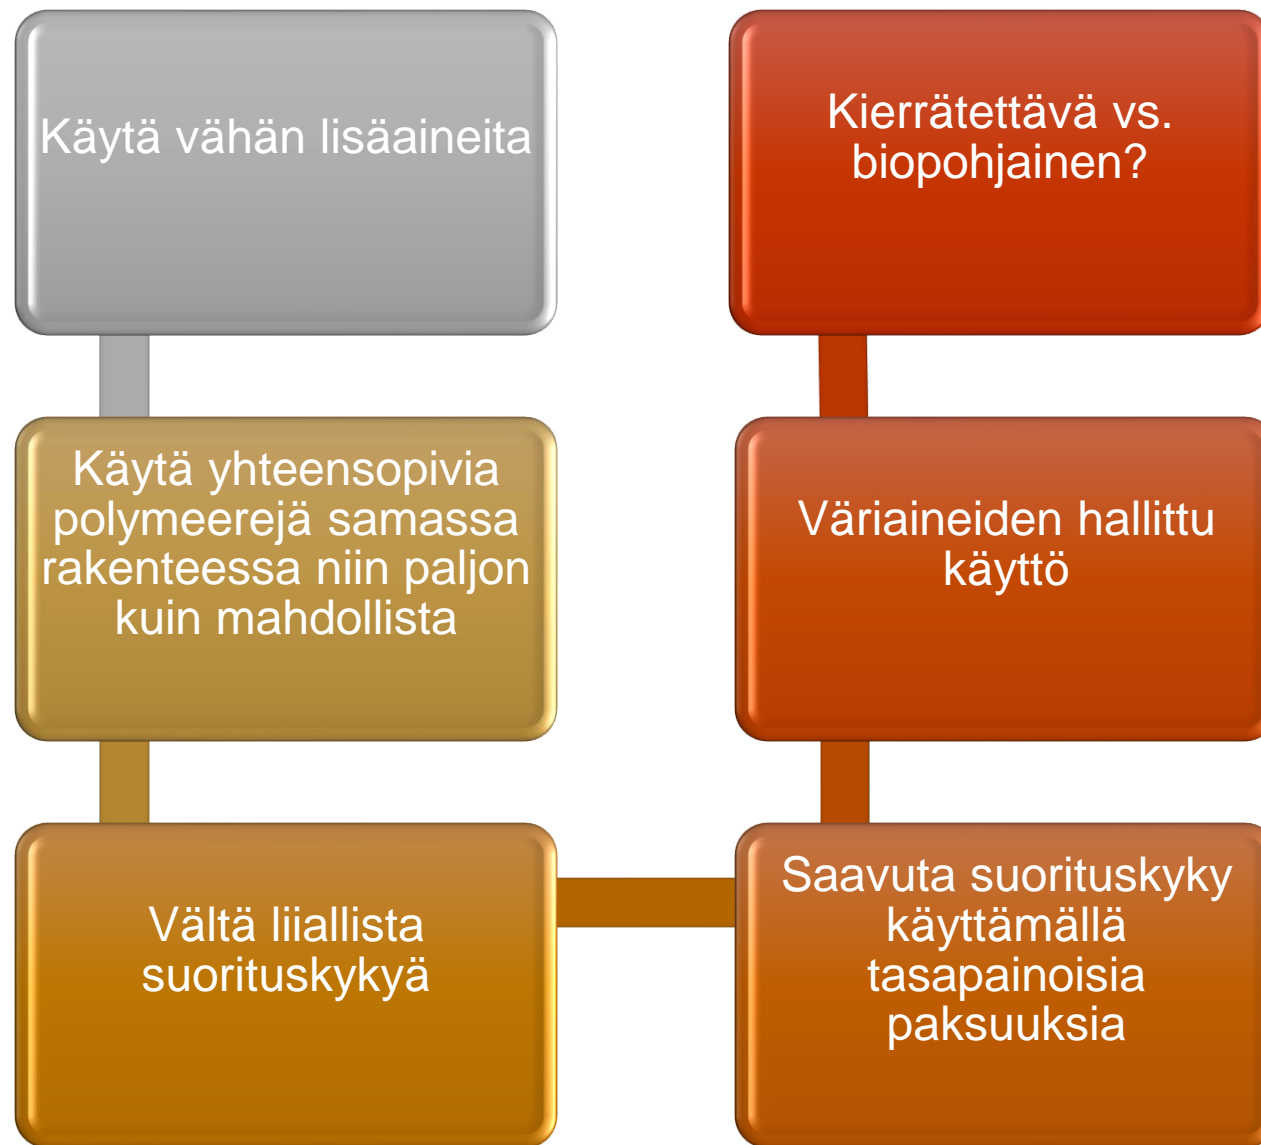 Käytä vähän lisäaineita
Käytä yhteensopivia
polymeerejä samassa
rakenteessa niin paljon
kuin mahdollista
Vältä liiallista
suorituskykyä
Saavuta suorituskyky
käyttämällä
tasapainoisia
paksuuksia
Väriaineiden hallittu
käyttö
Kierrätettävä vs.
biopohjainen?